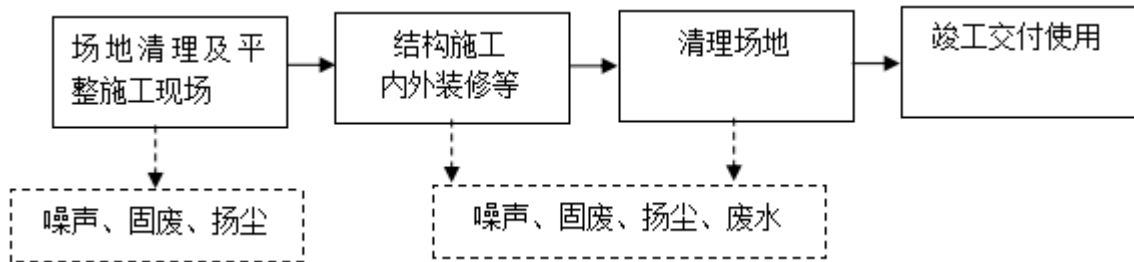 场地清理及平
整施工现场
结构施工
内外装修等
清理场地
竣工交付使用
噪声、固废、扬尘
噪声、固废、扬尘、废水